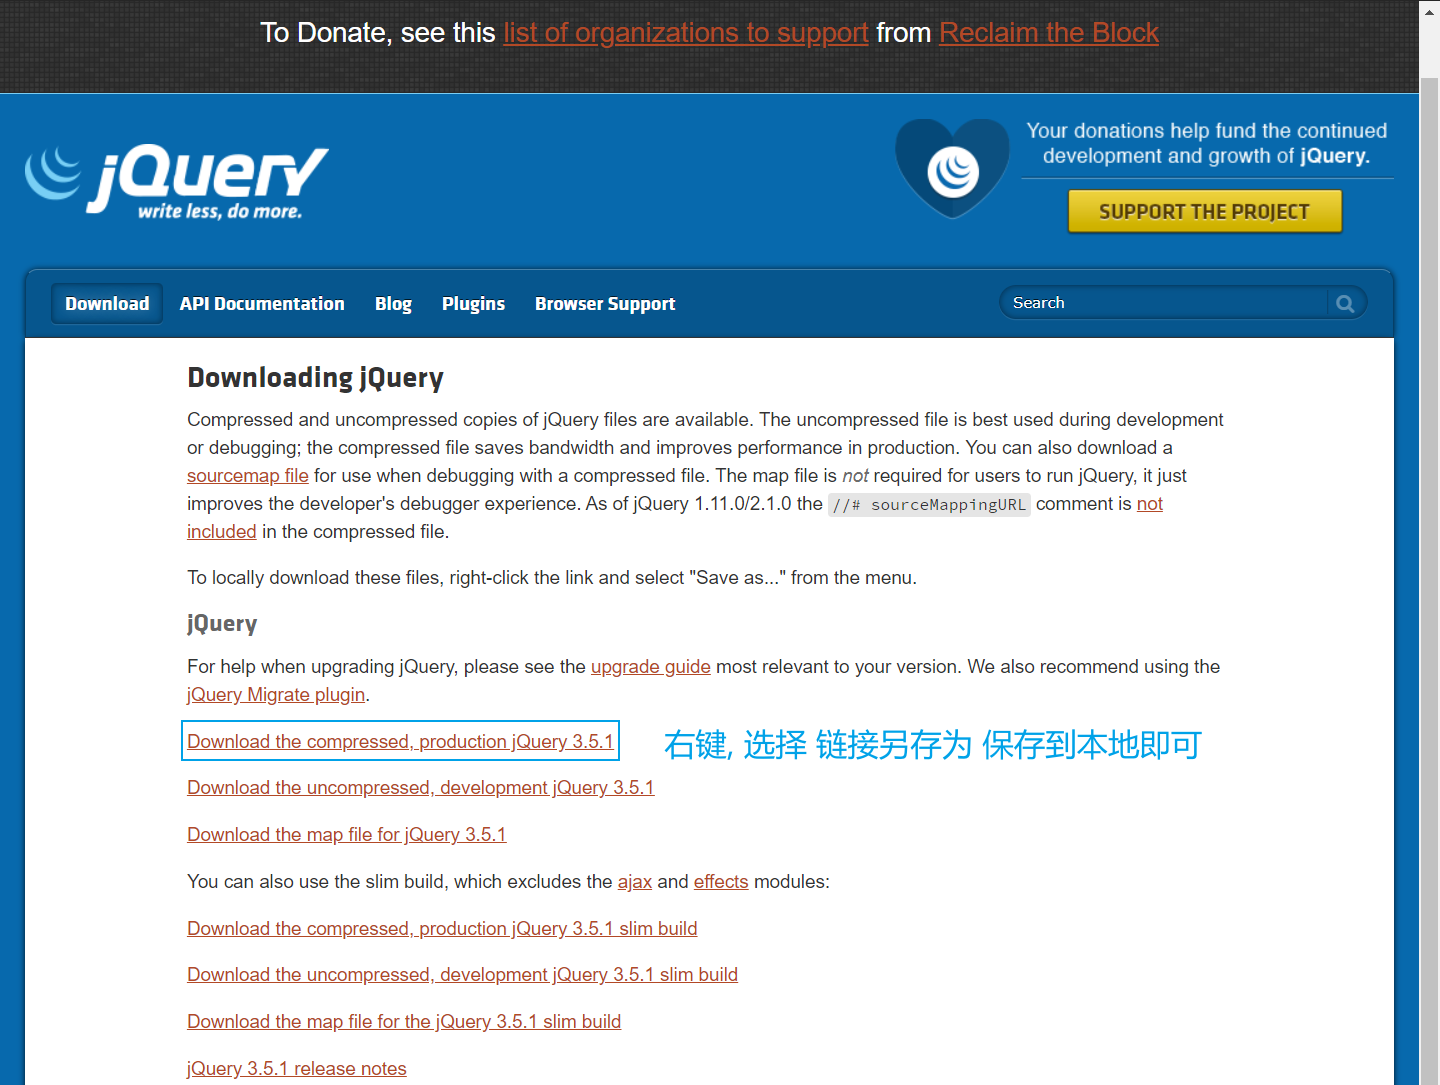 To Donate, see this list of organizations to support from Reclaim the Block
jQuery
write less, do more.
Your donations help fund the continued
development and growth of jQuery.
SUPPORT THE PROJECT
Download API Documentation Blog Plugins Browser Support Search
Downloading jQuery
Compressed and uncompressed copies of jQuery files are available. The uncompressed file is best used during development
or debugging; the compressed file saves bandwidth and improves performance in production. You can also download a
sourcemap file for use when debugging with a compressed file. The map file is not required for users to run jQuery, it just
improves the developer's debugger experience. As of jQuery 1.11.0/2.1.0 the //# sourceMappingURL comment is not
included in the compressed file.
To locally download these files, right-click the link and select "Save as..." from the menu.
jQuery
For help when upgrading jQuery, please see the upgrade guide most relevant to your version. We also recommend using the
jQuery Migrate plugin.
Download the compressed, production jQuery 3.5.1
右键, 选择 链接另存为 保存到本地即可
Download the uncompressed, development jQuery 3.5.1
Download the map file for jQuery 3.5.1
You can also use the slim build, which excludes the ajax and effects modules:
Download the compressed, production jQuery 3.5.1 slim build
Download the uncompressed, development jQuery 3.5.1 slim build
Download the map file for the jQuery 3.5.1 slim build
jQuery 3.5.1 release notes